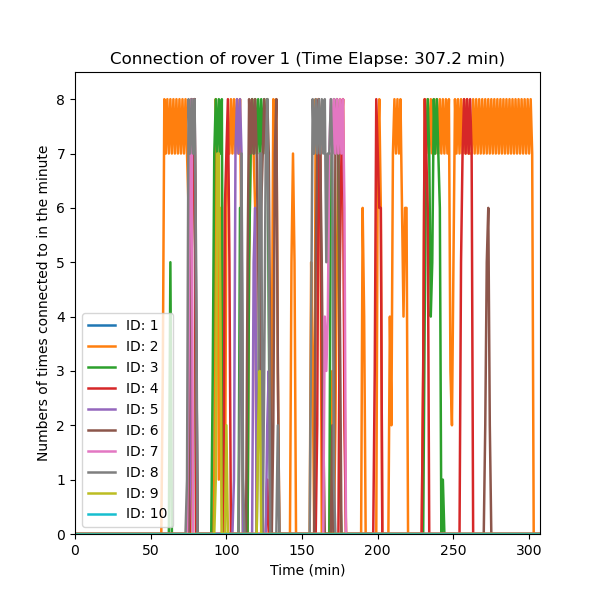 Connection of rover 1 (Time Elapse: 307.2 min)
Numbers of times connected to in the minute
8
7
6
5
4
3
2
1
0
ID: 1
ID: 2
ID: 3
ID: 4
ID: 5
ID: 6
ID: 7
ID: 8
ID: 9
ID: 10
0 50 100 150 200 250 300
Time (min)